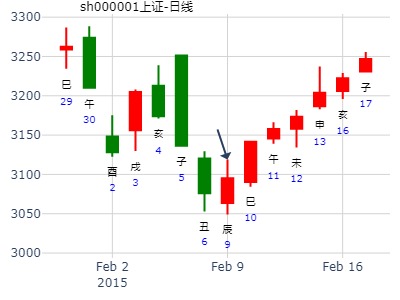 sh000001上证-日线
3300
3250
3200
3150
3100
3050
3000
巳
29
午
30
酉
2
戌
3
亥
4
子
5
丑
6
辰
9
巳
10
午
11
未
12
申
13
亥
16
子
17
Feb 2
2015
Feb 9
Feb 16